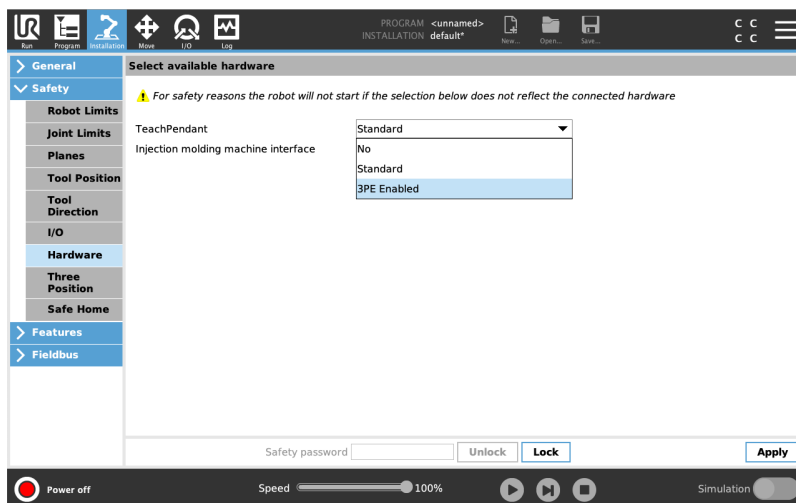 UR
Run
Program
Installation
Move
I/O
Log
PROGRAM <unnamed>
INSTALLATION default*
New...
Open...
Save...
C C
C C
General
Safety
Robot Limits
Joint Limits
Planes
Tool Position
Tool
Direction
I/O
Hardware
Three
Position
Safe Home
Features
Fieldbus
Select available hardware
For safety reasons the robot will not start if the selection below does not reflect the connected hardware
TeachPendant Standard
Injection molding machine interface
No
Standard
3PE Enabled
Safety password Unlock Lock Apply
Power off Speed 100% Simulation